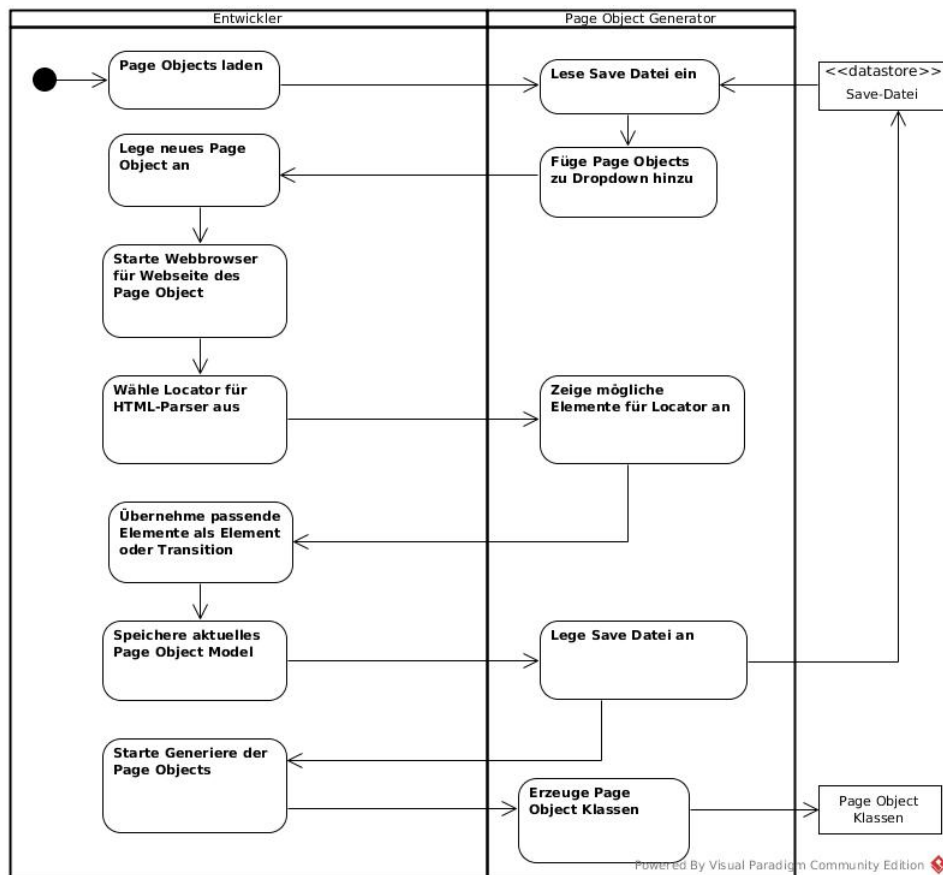 Entwickler
Page Object Generator
Page Objects laden
Lese Save Datei ein
<<datastore>>
Save-Datei
Lege neues Page
Object an
Füge Page Objects
zu Dropdown hinzu
Starte Webbrowser
für Webseite des
Page Object
Wähle Locator für
HTML-Parser aus
Zeige mögliche
Elemente für Locator an
Übernehme passende
Elemente als Element
oder Transition
Speichere aktuelles
Page Object Model
Lege Save Datei an
Starte Generiere der
Page Objects
Erzeuge Page
Object Klassen
Page Object
Klassen
Powered By Visual Paradigm Community Edition